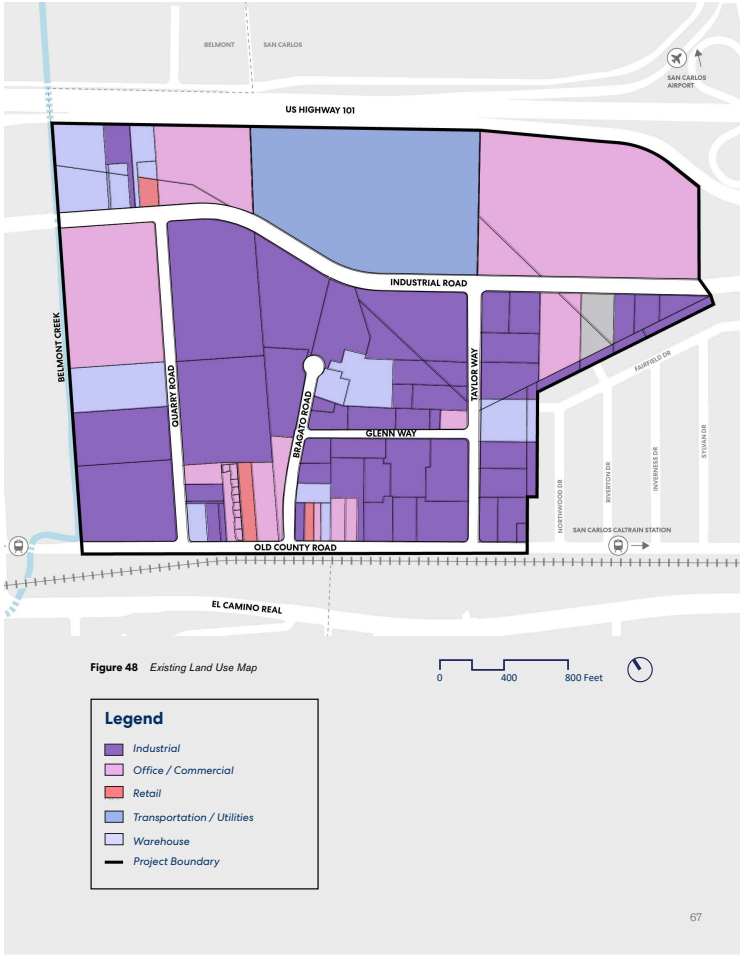 BELMONT
SAN CARLOS
SAN CARLOS
AIRPORT
US HIGHWAY 101
INDUSTRIAL ROAD
BELMONT CREEK
QUARRY ROAD
BRAGATO ROAD
TAYLOR WAY
GLENN WAY
FAIRFIELD DR
NORTHWOOD DR
RIVERTON DR
INVERNESS DR
SYLVAN DR
SAN CARLOS CALTRAIN STATION
OLD COUNTY ROAD
EL CAMINO REAL
Figure 48 Existing Land Use Map
0 400 800 Feet
Legend
Industrial
Office / Commercial
Retail
Transportation / Utilities
Warehouse
Project Boundary
67